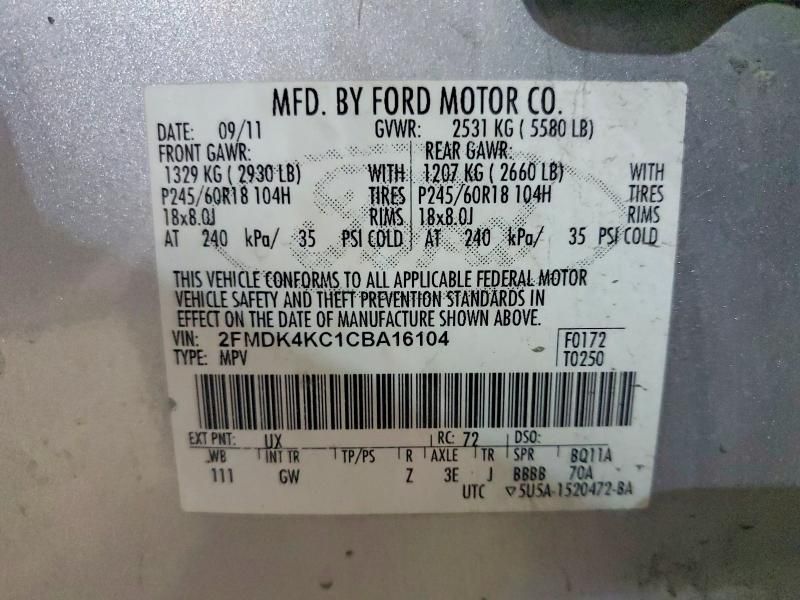 MFD. BY FORD MOTOR CO.
DATE: 09/11 GVWR: 2531 KG ( 5580 LB)
FRONT GAWR: REAR GAWR:
1329 KG ( 2930 LB) WITH 1207 KG ( 2660 LB) WITH
P245/60R18 104H TIRES P245/60R18 104H TIRES
18x8.0J RIMS 18x8.0J RIMS
AT 240 kPa/ 35 PSI COLD AT 240 kPa/ 35 PSI COLD
THIS VEHICLE CONFORMS TO ALL APPLICABLE FEDERAL MOTOR
VEHICLE SAFETY AND THEFT PREVENTION STANDARDS IN
EFFECT ON THE DATE OF MANUFACTURE SHOWN ABOVE.
VIN: 2FMDK4KC1CBA16104 F0172
TYPE: MPV T0250
EXT PNT: UX RC: 72 DSO:
WB INT TR TP/PS R AXLE TR SPR BQ11A
111 GW Z 3E J BBBB 70A
UTC ▽5U5A-1520472-BA